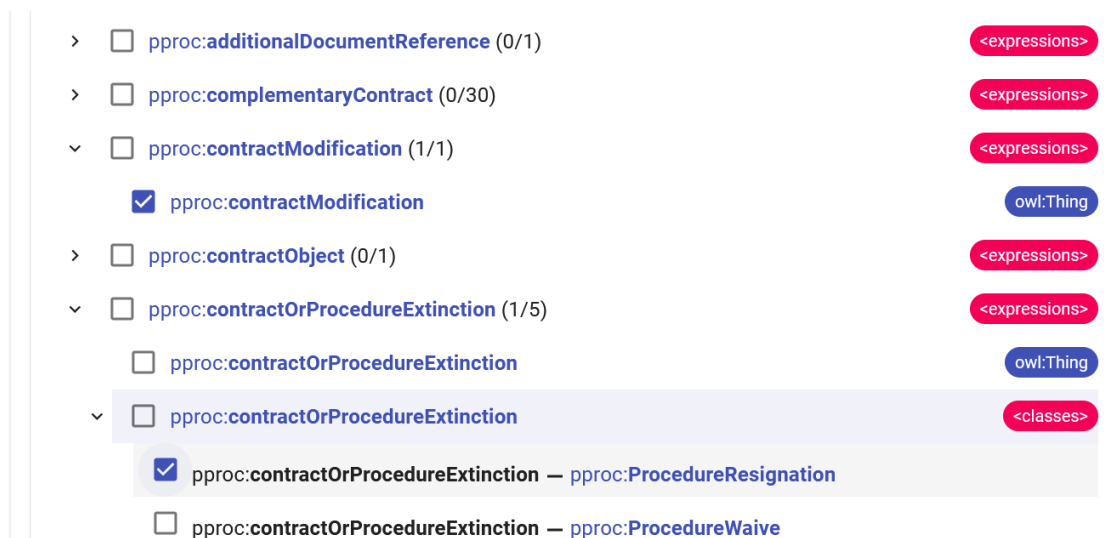 pproc:additionalDocumentReference (0/1) <expressions>
pproc:complementaryContract (0/30) <expressions>
pproc:contractModification (1/1) <expressions>
pproc:contractModification owl:Thing
pproc:contractObject (0/1) <expressions>
pproc:contractOrProcedureExtinction (1/5) <expressions>
pproc:contractOrProcedureExtinction owl:Thing
pproc:contractOrProcedureExtinction <classes>
pproc:contractOrProcedureExtinction — pproc:ProcedureResignation
pproc:contractOrProcedureExtinction — pproc:ProcedureWaive